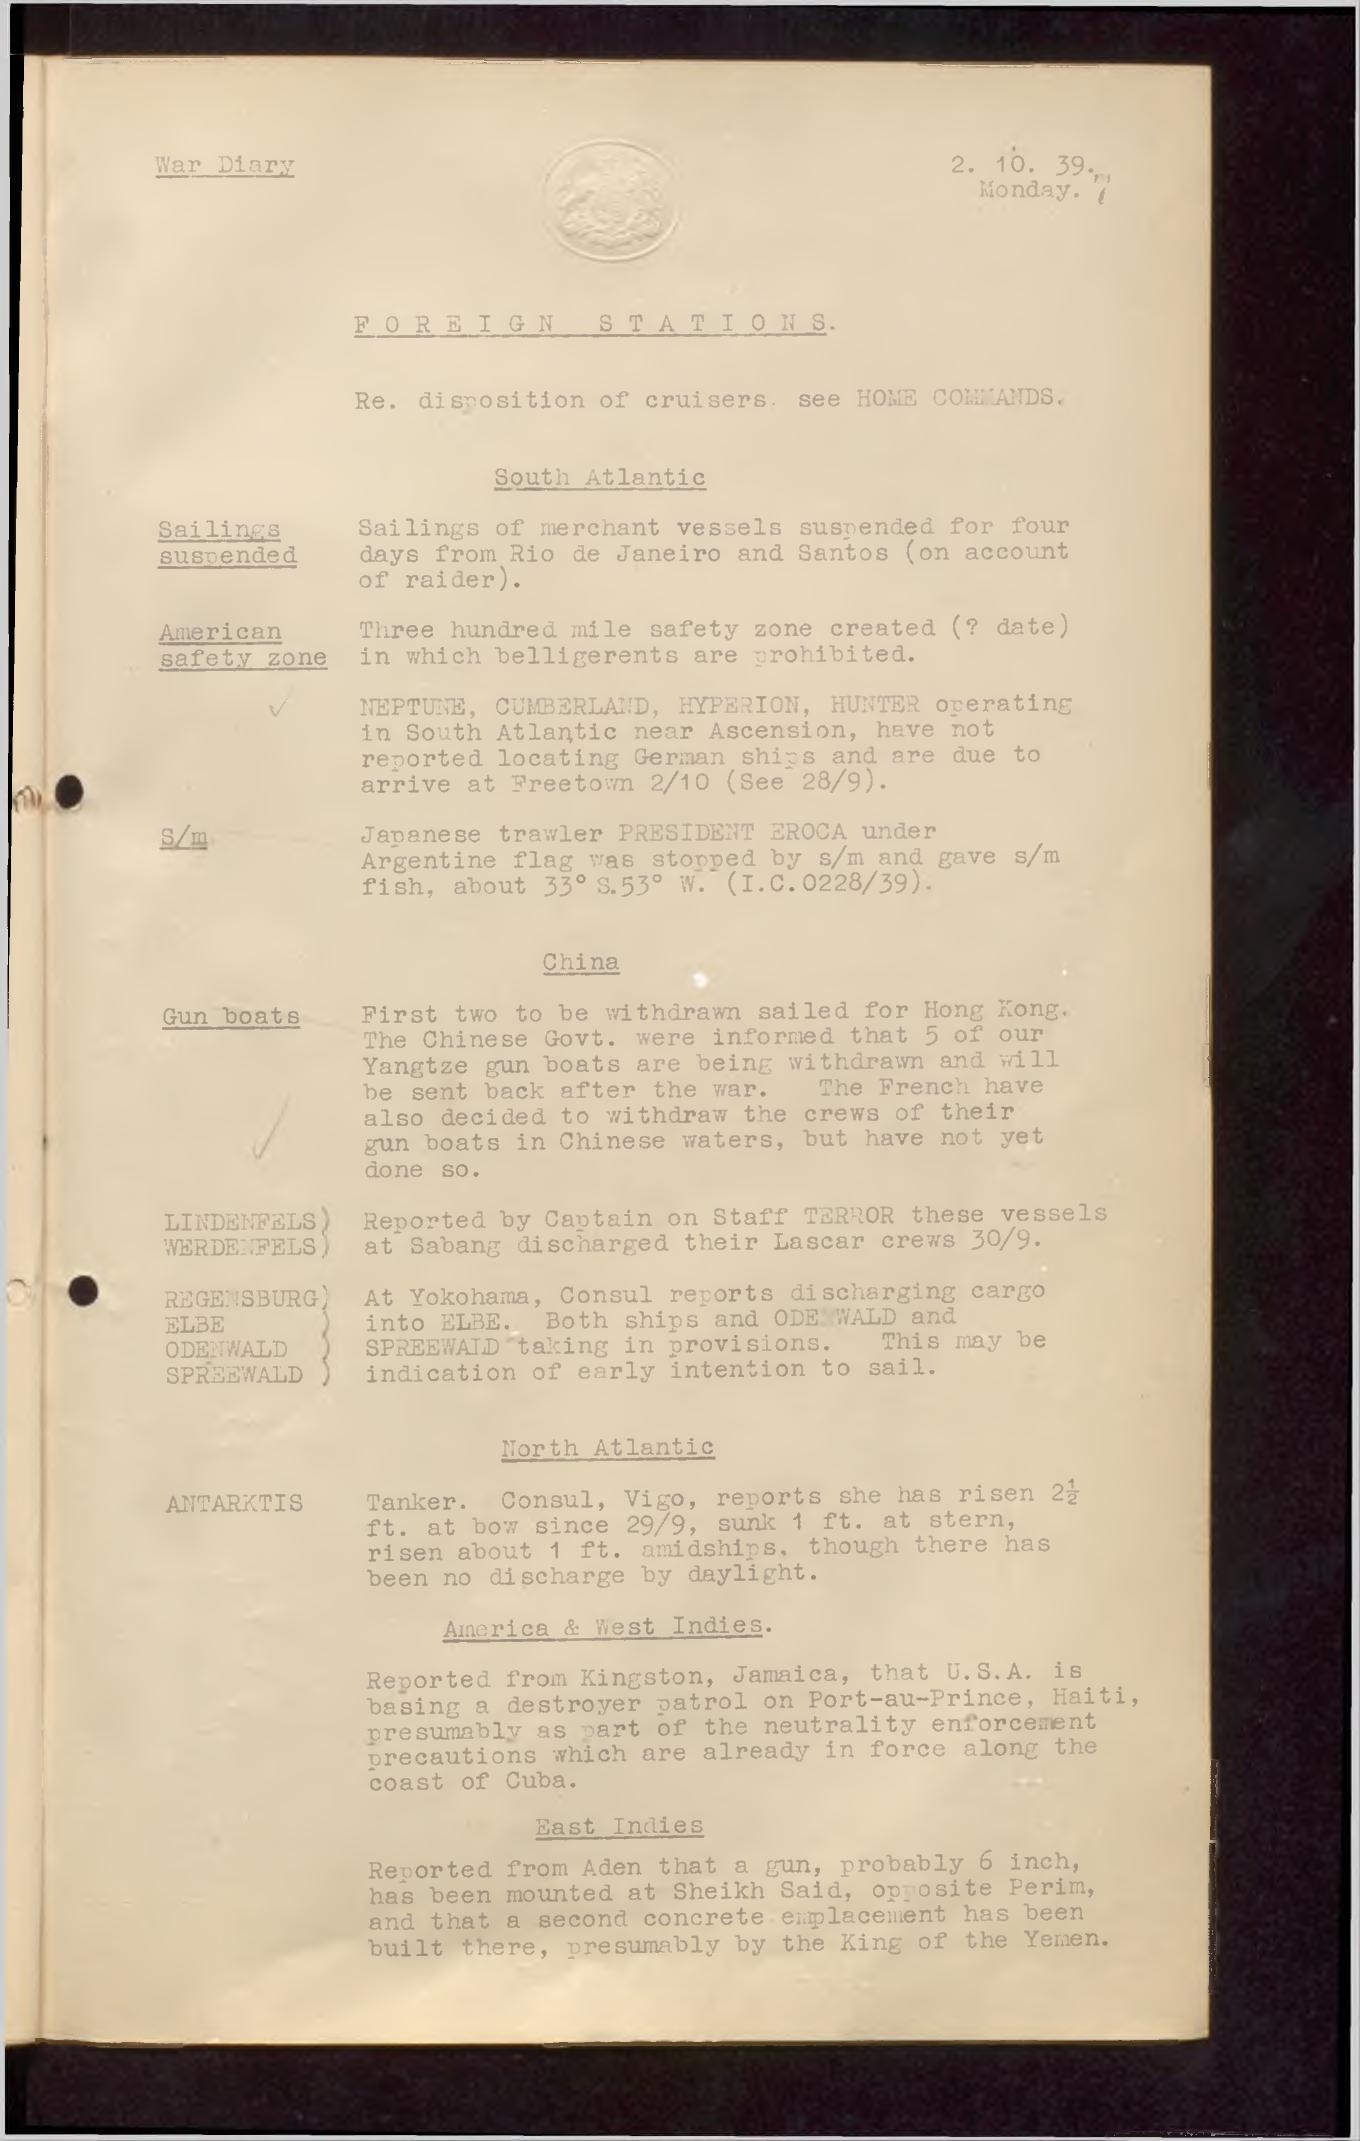 War Diary
2. 10. 39.
Monday.
FOREIGN STATIONS.
Re. disposition of cruisers. see HOME COMMANDS.
South Atlantic
Sailings suspended
Sailings of merchant vessels suspended for four
days from Rio de Janeiro and Santos (on account
of raider).
American safety zone
Three hundred mile safety zone created (? date)
in which belligerents are prohibited.
NEPTUNE, CUMBERLAND, HYPERION, HUNTER operating
in South Atlantic near Ascension, have not
reported locating German ships and are due to
arrive at Freetown 2/10 (See 28/9).
S/m
Japanese trawler PRESIDENT EROCA under
Argentine flag was stopped by s/m and gave s/m
fish, about 33° S.53° W. (I.C.0228/39).
China
Gun boats
First two to be withdrawn sailed for Hong Kong.
The Chinese Govt. were informed that 5 of our
Yangtze gun boats are being withdrawn and will
be sent back after the war. The French have
also decided to withdraw the crews of their
gun boats in Chinese waters, but have not yet
done so.
LINDENFELS)
WERDENFELS)
Reported by Captain on Staff TERROR these vessels
at Sabang discharged their Lascar crews 30/9.
REGENSBURG)
ELBE )
ODENWALD )
SPREEWALD )
At Yokohama, Consul reports discharging cargo
into ELBE. Both ships and ODENWALD and
SPREEWALD taking in provisions. This may be
indication of early intention to sail.
North Atlantic
ANTARKTIS
Tanker. Consul, Vigo, reports she has risen 2½
ft. at bow since 29/9, sunk 1 ft. at stern,
risen about 1 ft. amidships, though there has
been no discharge by daylight.
America & West Indies.
Reported from Kingston, Jamaica, that U.S.A. is
basing a destroyer patrol on Port-au-Prince, Haiti,
presumably as part of the neutrality enforcement
precautions which are already in force along the
coast of Cuba.
East Indies
Reported from Aden that a gun, probably 6 inch,
has been mounted at Sheikh Said, opposite Perim,
and that a second concrete emplacement has been
built there, presumably by the King of the Yemen.